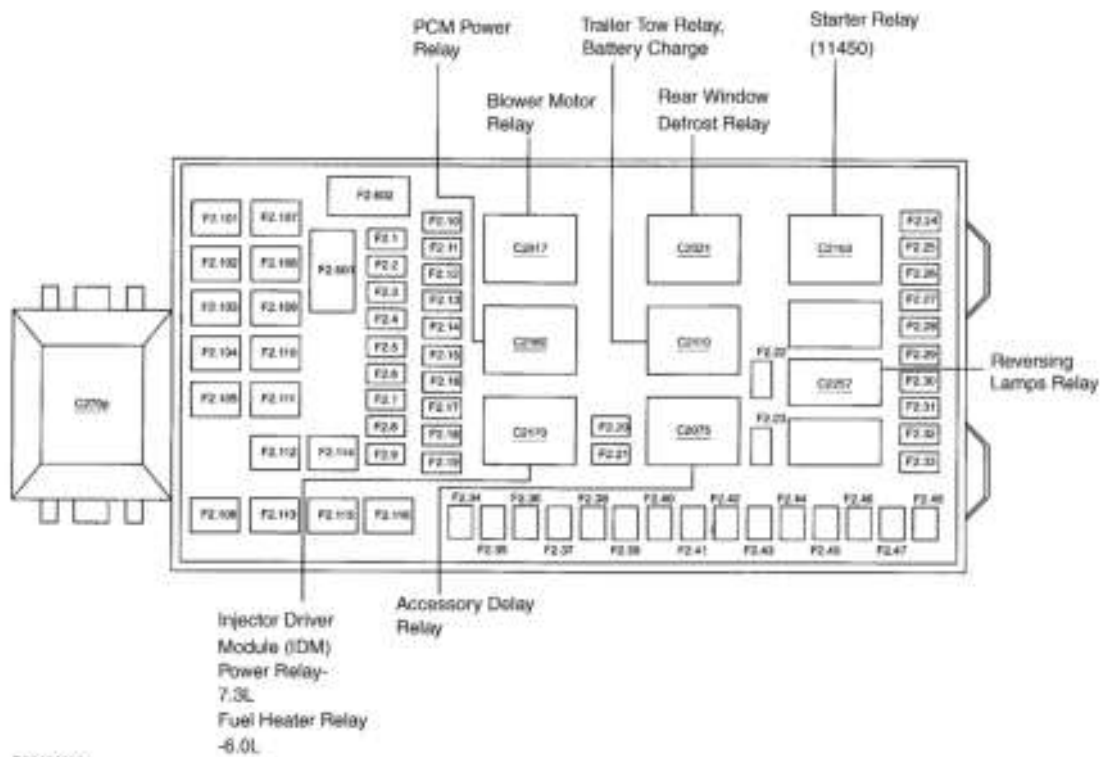 PCM Power
Relay
Trailer Tow Relay,
Battery Charge
Starter Relay
(11450)
Blower Motor
Relay
Rear Window
Defrost Relay
F2.602
F2.101
F2.107
F2.601
F2.1
F2.10
C2017
C2021
C2163
F2.24
F2.2
F2.11
F2.25
F2.102
F2.108
F2.3
F2.12
F2.26
F2.103
F2.109
F2.4
F2.13
F2.27
F2.14
F2.28
F2.104
F2.110
F2.5
F2.15
C2110
F2.22
F2.29
Reversing
Lamps Relay
F2.6
F2.16
C2257
F2.30
C270p
F2.105
F2.111
F2.7
F2.17
F2.23
F2.31
F2.8
F2.18
C2170
F2.20
C2075
F2.32
F2.112
F2.114
F2.9
F2.19
F2.21
F2.33
F2.34
F2.36
F2.38
F2.40
F2.42
F2.44
F2.46
F2.48
F2.106
F2.113
F2.115
F2.116
F2.35
F2.37
F2.39
F2.41
F2.43
F2.45
F2.47
Injector Driver
Module (IDM)
Power Relay-
7.3L
Fuel Heater Relay
-6.0L
Accessory Delay
Relay